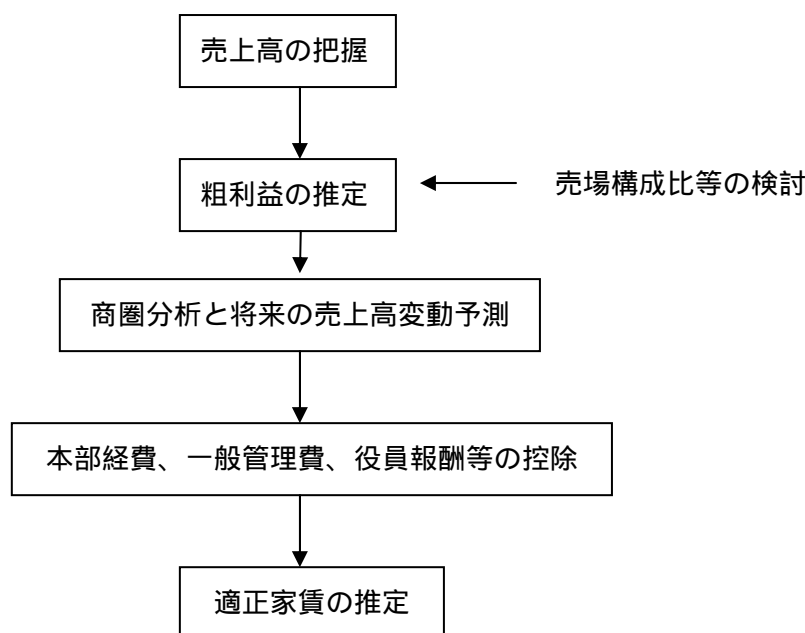 売上高の把握
粗利益の推定
売場構成比等の検討
商圏分析と将来の売上高変動予測
本部経費、一般管理費、役員報酬等の控除
適正家賃の推定